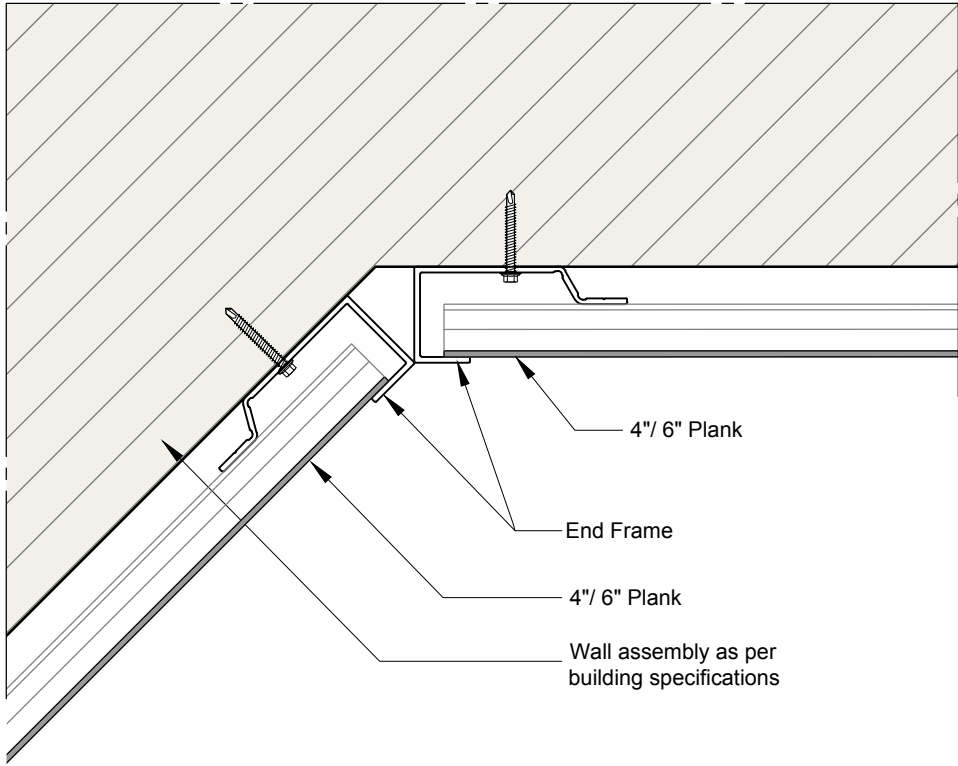 4"/ 6" Plank
End Frame
4"/ 6" Plank
Wall assembly as per
building specifications